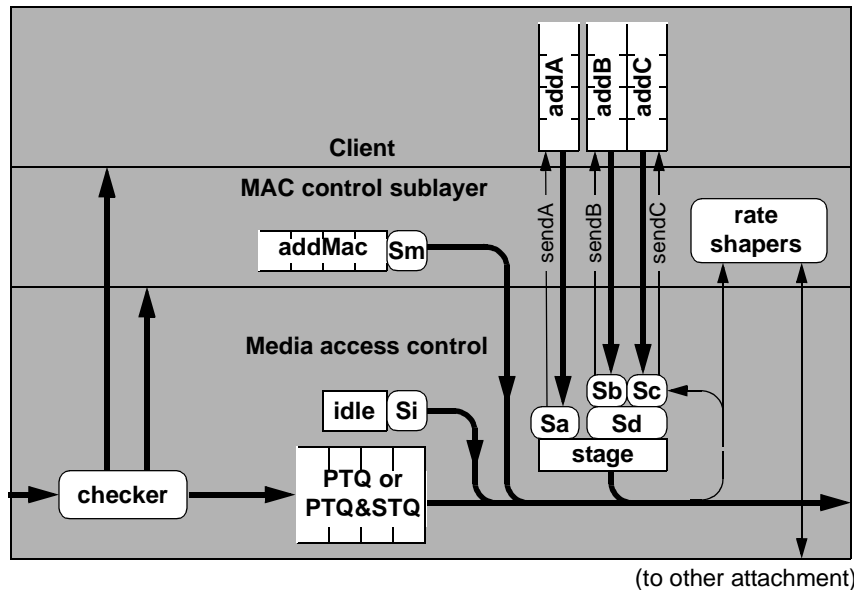 addA
addB
addC
Client
MAC control sublayer
sendA
sendB
sendC
rate
shapers
addMac
Sm
Media access control
Sb
Sc
idle
Si
Sa
Sd
stage
checker
PTQ or
PTQ&STQ
(to other attachment)